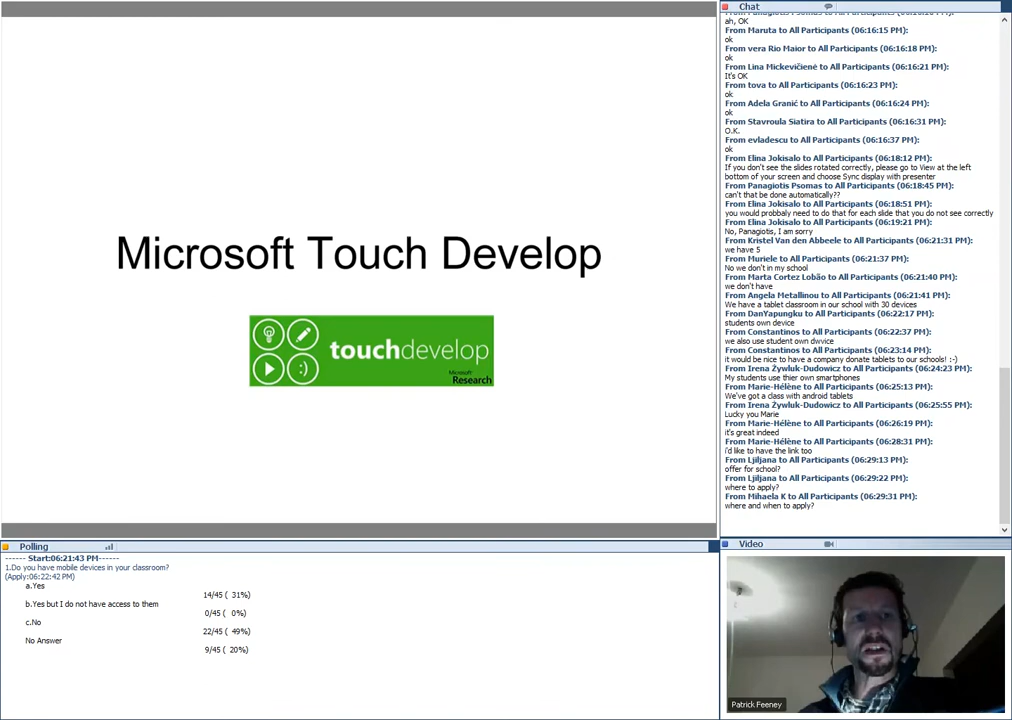 Microsoft Touch Develop
touchdevelop
Microsoft
Research
Chat
ah, OK
From Maruta to All Participants (06:16:15 PM):
ok
From vera Rio Maior to All Participants (06:16:18 PM):
ok
From Lina Mickevičienė to All Participants (06:16:21 PM):
It's OK
From tova to All Participants (06:16:23 PM):
ok
From Adela Granić to All Participants (06:16:24 PM):
ok
From Stavroula Siatira to All Participants (06:16:31 PM):
O.K.
From evladescu to All Participants (06:16:37 PM):
ok
From Elina Jokisalo to All Participants (06:18:12 PM):
If you don't see the slides rotated correctly, please go to View at the left
bottom of your screen and choose Sync display with presenter
From Panagiotis Psomas to All Participants (06:18:45 PM):
can't that be done automatically??
From Elina Jokisalo to All Participants (06:18:51 PM):
you would probbaly need to do that for each slide that you do not see correctly
From Elina Jokisalo to All Participants (06:19:21 PM):
No, Panagiotis, I am sorry
From Kristel Van den Abbeele to All Participants (06:21:31 PM):
we have 5
From Muriele to All Participants (06:21:37 PM):
No we don't in my school
From Marta Cortez Lobão to All Participants (06:21:40 PM):
we don't have
From Angela Metallinou to All Participants (06:21:41 PM):
We have a tablet classroom in our school with 30 devices
From DanYapungku to All Participants (06:22:17 PM):
students own device
From Constantinos to All Participants (06:22:37 PM):
we also use student own dwvice
From Constantinos to All Participants (06:23:14 PM):
it would be nice to have a company donate tablets to our schools! :-)
From Irena Żywluk-Dudowicz to All Participants (06:24:23 PM):
My students use thier own smartphones
From Marie-Hélène to All Participants (06:25:13 PM):
We've got a class with android tablets
From Irena Żywluk-Dudowicz to All Participants (06:25:55 PM):
Lucky you Marie
From Marie-Hélène to All Participants (06:26:19 PM):
it's great indeed
From Marie-Hélène to All Participants (06:28:31 PM):
i'd like to have the link too
From Ljiljana to All Participants (06:29:13 PM):
offer for school?
From Ljiljana to All Participants (06:29:22 PM):
where to apply?
From Mihaela K to All Participants (06:29:31 PM):
where and when to apply?
Polling
------ Start:06:21:43 PM------
1.Do you have mobile devices in your classroom?
(Apply:06:22:42 PM)
a.Yes
14/45 ( 31%)
b.Yes but I do not have access to them
0/45 ( 0%)
c.No
22/45 ( 49%)
No Answer
9/45 ( 20%)
Video
Patrick Feeney